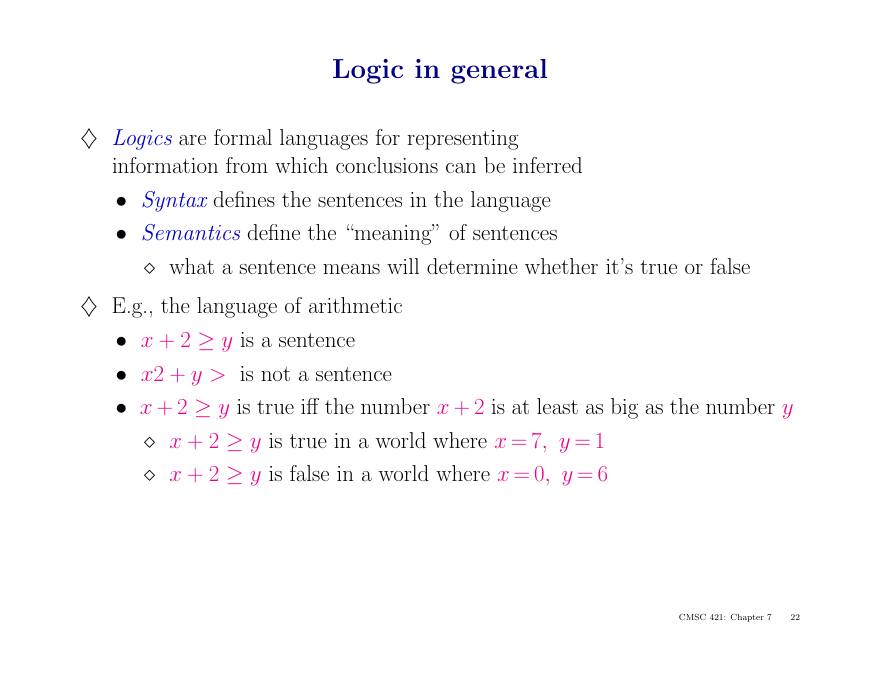 Logic in general
♢ Logics are formal languages for representing
information from which conclusions can be inferred
• Syntax defines the sentences in the language
• Semantics define the “meaning” of sentences
⋄ what a sentence means will determine whether it's true or false
♢ E.g., the language of arithmetic
• x + 2 ≥ y is a sentence
• x2 + y > is not a sentence
• x + 2 ≥ y is true iff the number x + 2 is at least as big as the number y
⋄ x + 2 ≥ y is true in a world where x = 7, y = 1
⋄ x + 2 ≥ y is false in a world where x = 0, y = 6
CMSC 421: Chapter 7 22